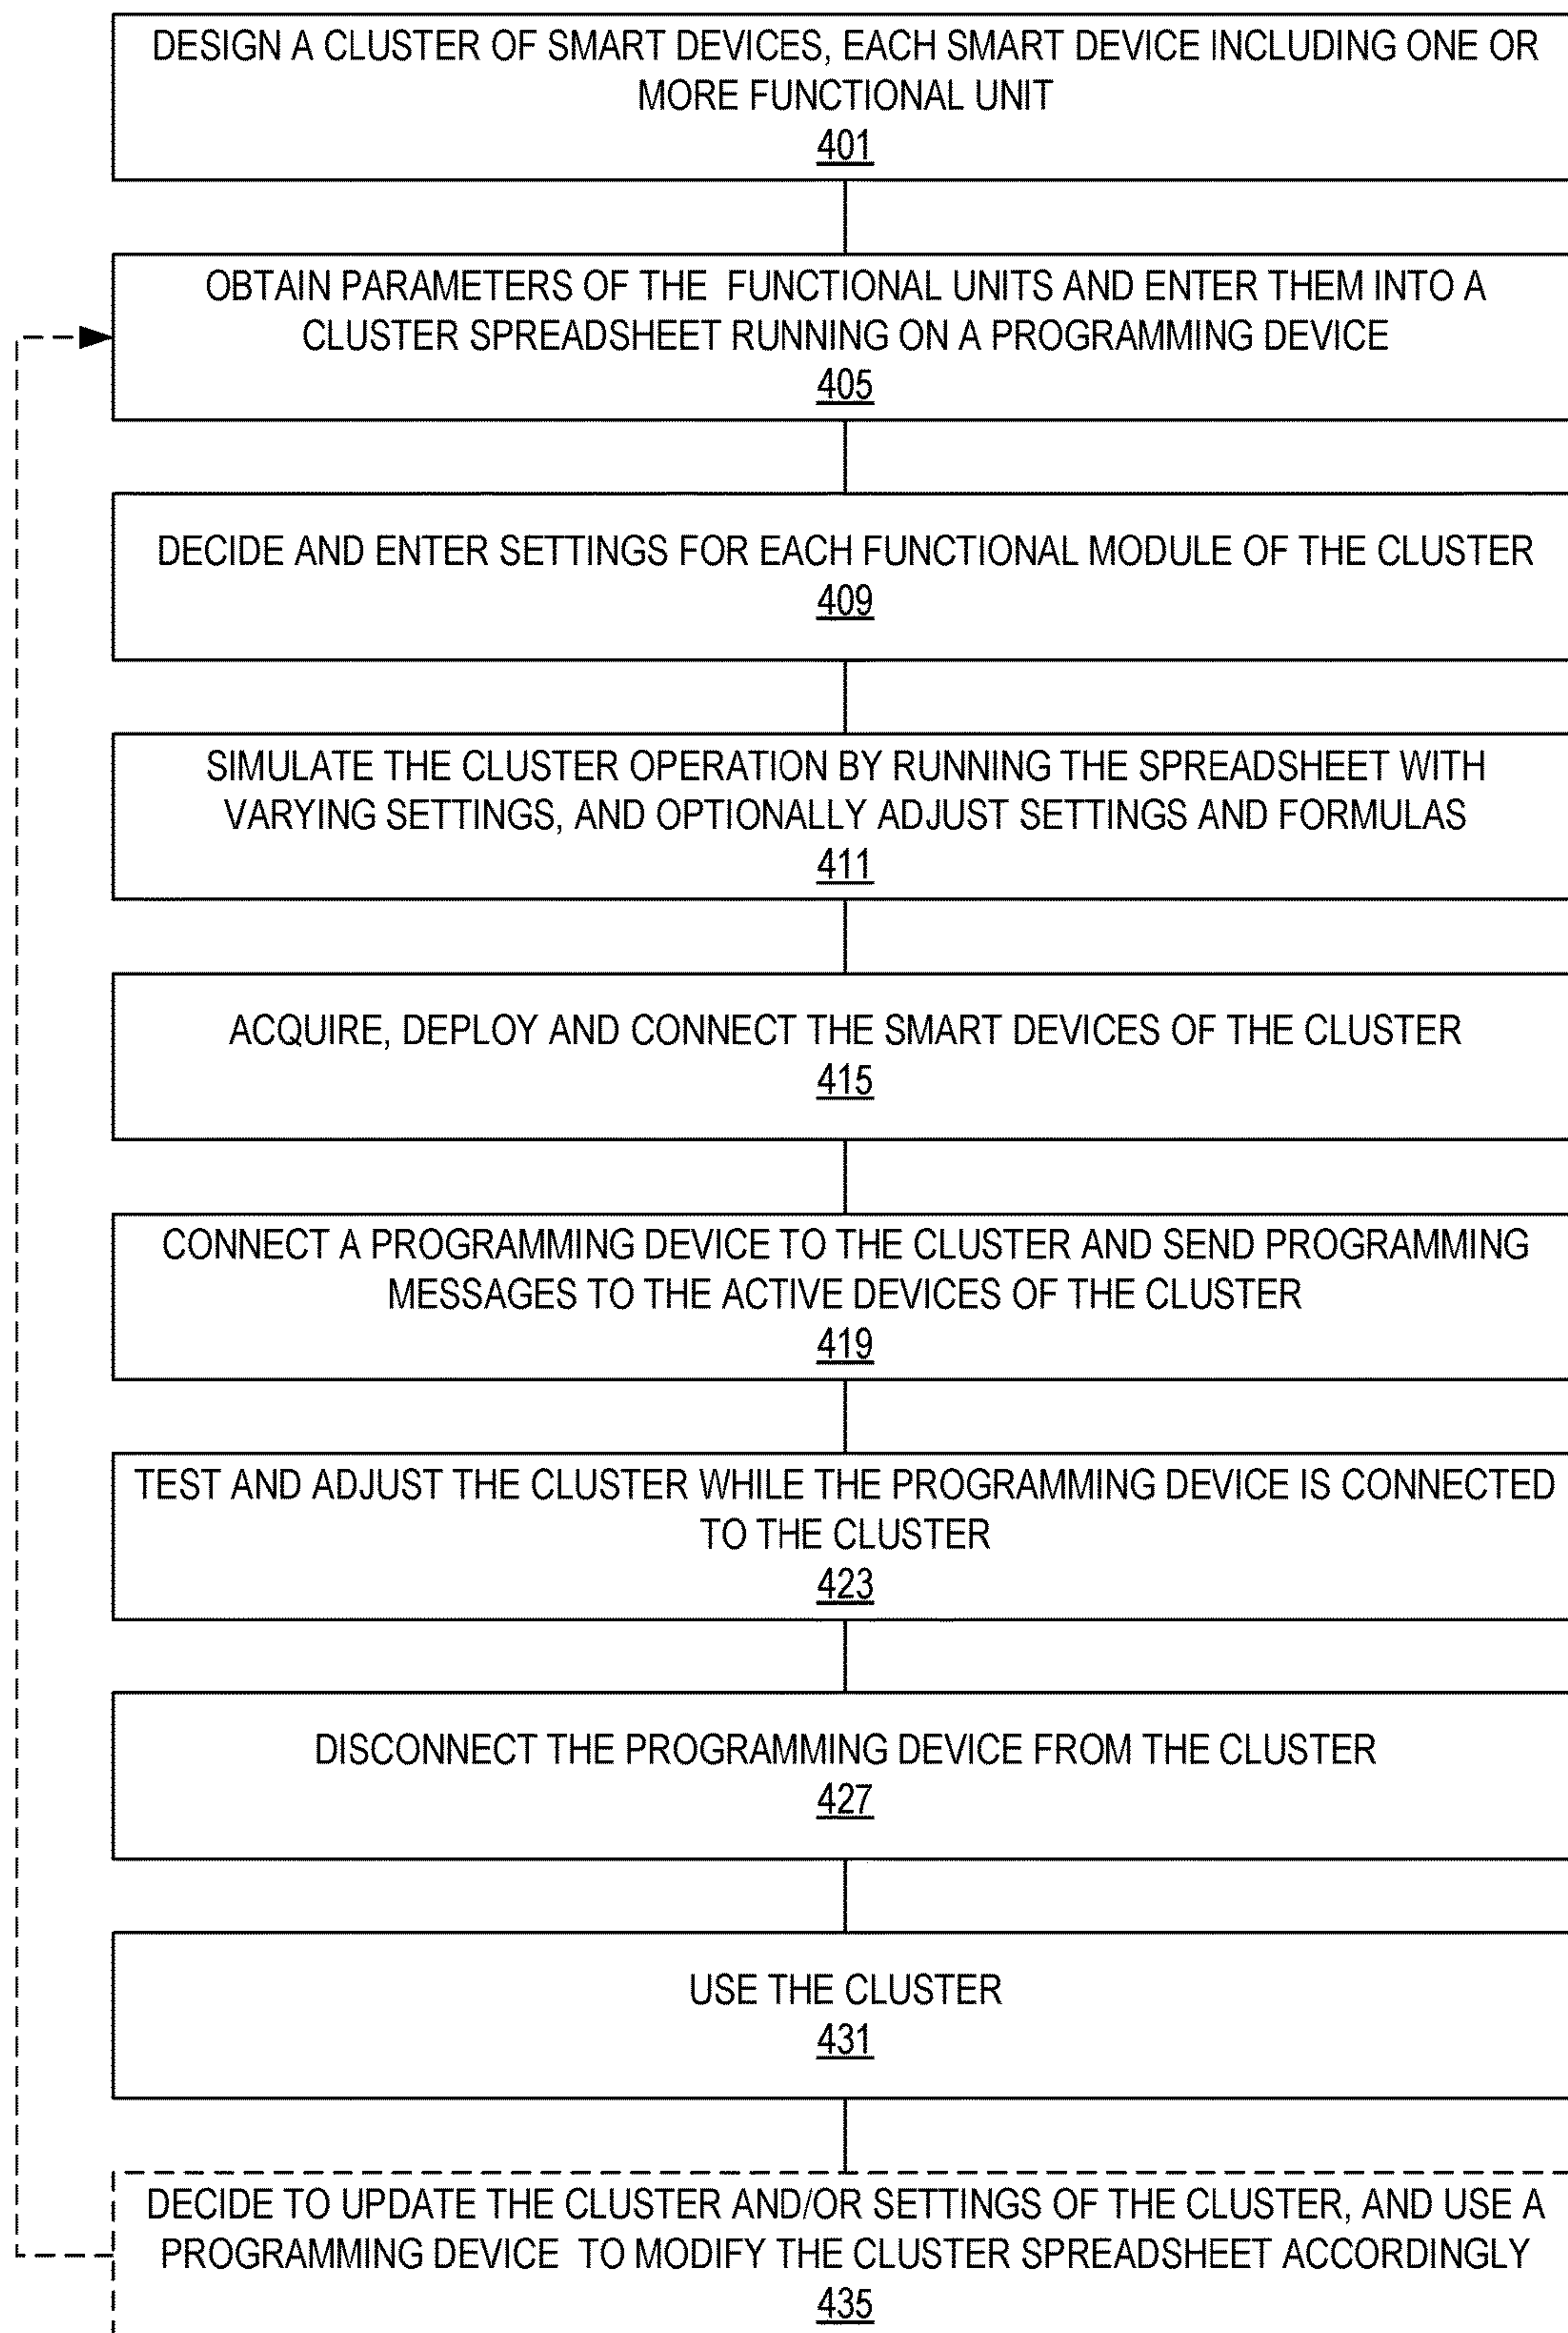 DESIGN A CLUSTER OF SMART DEVICES, EACH SMART DEVICE INCLUDING ONE OR
MORE FUNCTIONAL UNIT
401
OBTAIN PARAMETERS OF THE FUNCTIONAL UNITS AND ENTER THEM INTO A
CLUSTER SPREADSHEET RUNNING ON A PROGRAMMING DEVICE
405
DECIDE AND ENTER SETTINGS FOR EACH FUNCTIONAL MODULE OF THE CLUSTER
409
SIMULATE THE CLUSTER OPERATION BY RUNNING THE SPREADSHEET WITH
VARYING SETTINGS, AND OPTIONALLY ADJUST SETTINGS AND FORMULAS
411
ACQUIRE, DEPLOY AND CONNECT THE SMART DEVICES OF THE CLUSTER
415
CONNECT A PROGRAMMING DEVICE TO THE CLUSTER AND SEND PROGRAMMING
MESSAGES TO THE ACTIVE DEVICES OF THE CLUSTER
419
TEST AND ADJUST THE CLUSTER WHILE THE PROGRAMMING DEVICE IS CONNECTED
TO THE CLUSTER
423
DISCONNECT THE PROGRAMMING DEVICE FROM THE CLUSTER
427
USE THE CLUSTER
431
DECIDE TO UPDATE THE CLUSTER AND/OR SETTINGS OF THE CLUSTER, AND USE A
PROGRAMMING DEVICE TO MODIFY THE CLUSTER SPREADSHEET ACCORDINGLY
435